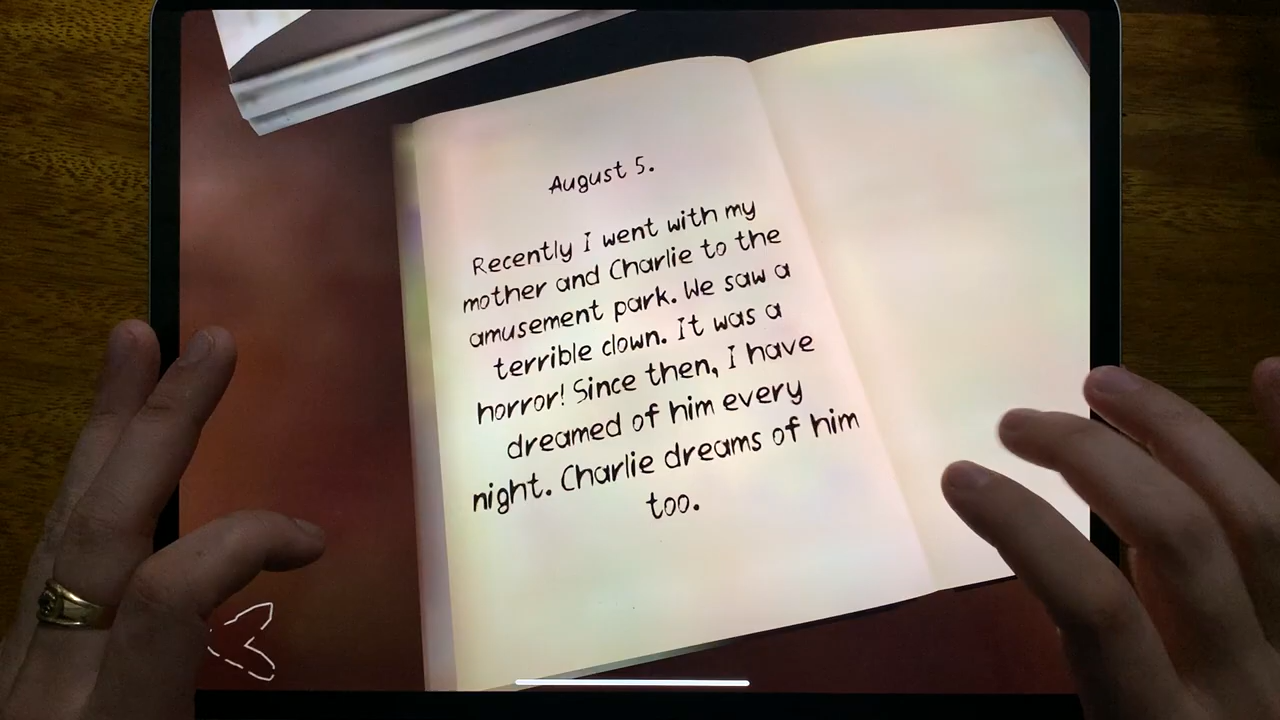 August 5.
Recently I went with my
mother and Charlie to the
amusement park. We saw a
terrible clown. It was a
horror! Since then, I have
dreamed of him every
night. Charlie dreams of him
too.